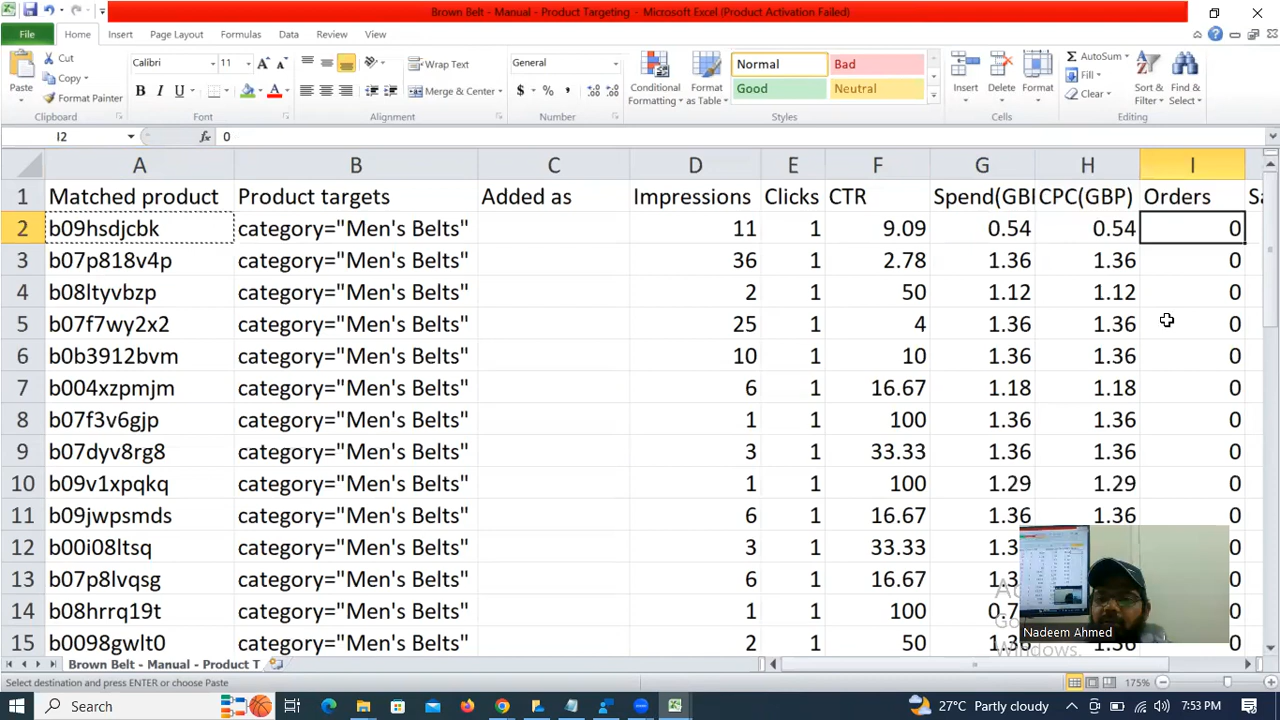 Brown Belt - Manual - Product Targeting - Microsoft Excel (Product Activation Failed)
File Home Insert Page Layout Formulas Data Review View
Paste
Cut
Copy
Format Painter
Clipboard
Calibri 11
B I U
Font
Wrap Text
Merge & Center
Alignment
General
$ % ,
Number
Conditional Formatting
Format as Table
Normal Bad
Good Neutral
Styles
Insert Delete Format
Cells
AutoSum
Fill
Clear
Sort & Filter
Find & Select
Editing
I2 fx 0
A B C D E F G H I
1 Matched product Product targets Added as Impressions Clicks CTR Spend(GBI CPC(GBP) Orders Sa
2 b09hsdjcbk category="Men's Belts" 11 1 9.09 0.54 0.54 0
3 b07p818v4p category="Men's Belts" 36 1 2.78 1.36 1.36 0
4 b08ltyvbzp category="Men's Belts" 2 1 50 1.12 1.12 0
5 b07f7wy2x2 category="Men's Belts" 25 1 4 1.36 1.36 0
6 b0b3912bvm category="Men's Belts" 10 1 10 1.36 1.36 0
7 b004xzpmjm category="Men's Belts" 6 1 16.67 1.18 1.18 0
8 b07f3v6gjp category="Men's Belts" 1 1 100 1.36 1.36 0
9 b07dyv8rg8 category="Men's Belts" 3 1 33.33 1.36 1.36 0
10 b09v1xpqkq category="Men's Belts" 1 1 100 1.29 1.29 0
11 b09jwpsmds category="Men's Belts" 6 1 16.67 1.36 1.36 0
12 b00i08ltsq category="Men's Belts" 3 1 33.33 1.3 0
13 b07p8lvqsg category="Men's Belts" 6 1 16.67 1.3 0
14 b08hrrq19t category="Men's Belts" 1 1 100 0.7 0
15 b0098gwlt0 category="Men's Belts" 2 1 50 1.36 1.36 0
Nadeem Ahmed
Windows.
Brown Belt - Manual - Product T
Select destination and press ENTER or choose Paste
175%
Search
27°C Partly cloudy
7:53 PM